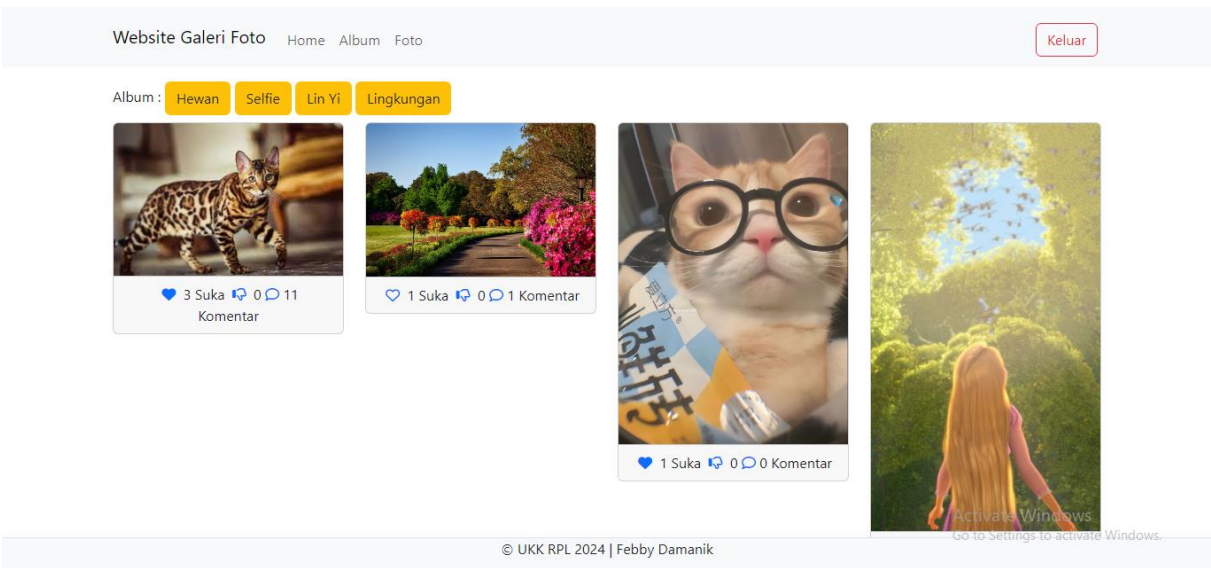 Website Galeri Foto Home Album Foto Keluar
Album : Hewan Selfie Lin Yi Lingkungan
3 Suka 0 11
Komentar
1 Suka 0 1 Komentar
1 Suka 0 0 Komentar
Activate Windows
Go to Settings to activate Windows.
© UKK RPL 2024 | Febby Damanik